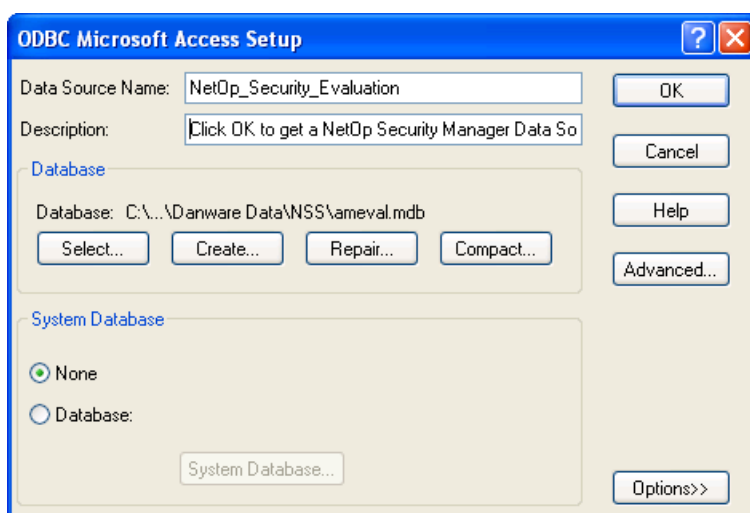 ODBC Microsoft Access Setup
Data Source Name: NetOp_Security_Evaluation
OK
Description: Click OK to get a NetOp Security Manager Data So
Cancel
Database
Database: C:\...\Danware Data\NSS\ameval.mdb
Help
Select... Create... Repair... Compact...
Advanced...
System Database
None
Database:
System Database...
Options>>